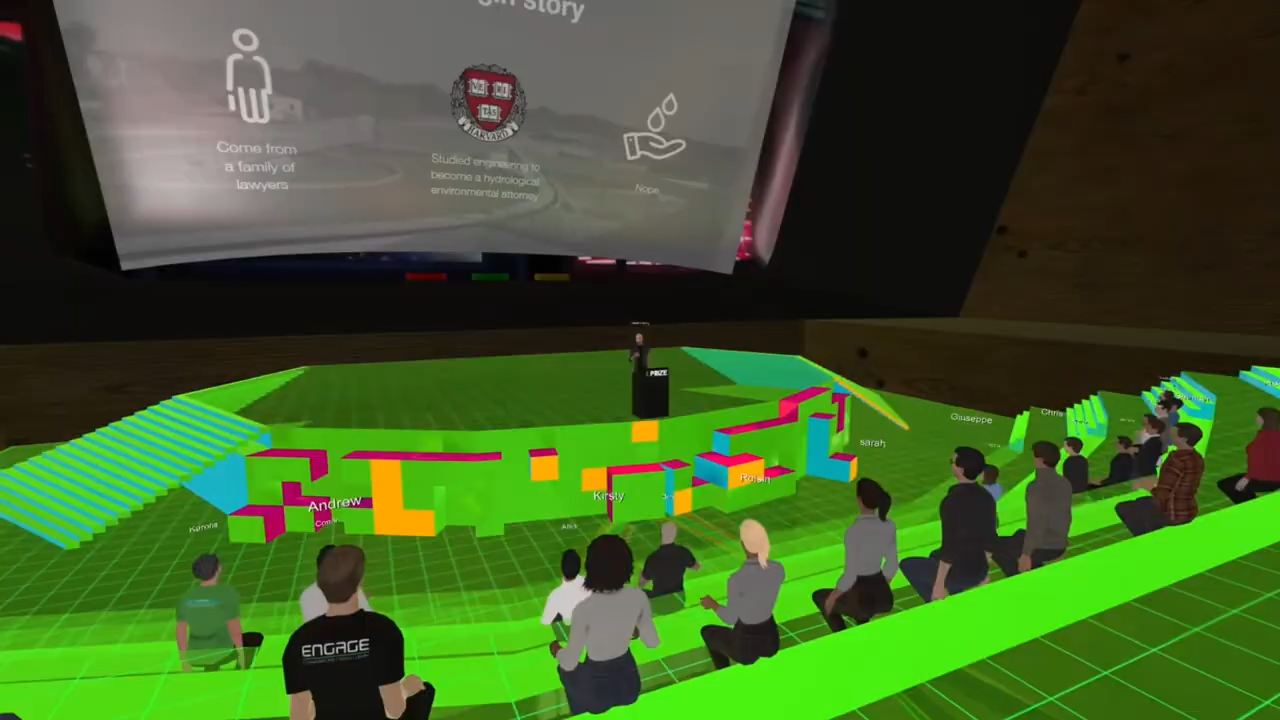 gin story
Come from
a family of
lawyers
HARVARD
Studied engineering to
become a hydrological
environmental attorney
Nope
PRIZE
Giuseppe
Chris
sarah
Roisin
Kirsty
Andrew
ENGAGE